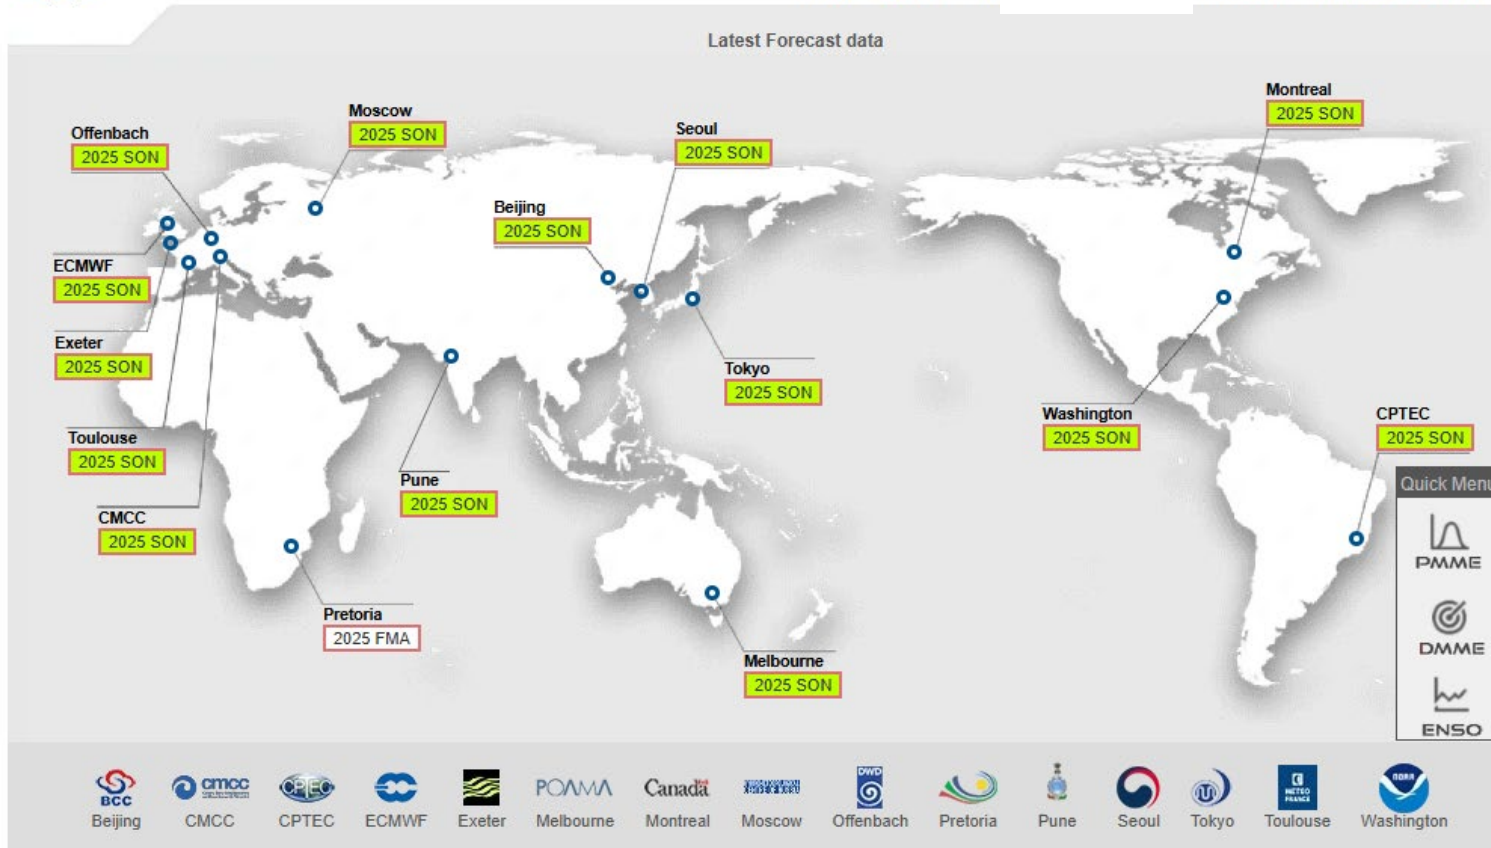 Latest Forecast data
Montreal
2025 SON
Moscow
2025 SON
Offenbach
2025 SON
Seoul
2025 SON
Beijing
2025 SON
ECMWF
2025 SON
Exeter
2025 SON
Tokyo
2025 SON
Washington
2025 SON
CPTEC
2025 SON
Toulouse
2025 SON
Pune
2025 SON
Quick Menu
CMCC
2025 SON
PMME
Pretoria
2025 FMA
DMME
Melbourne
2025 SON
ENSO
BCC
cmcc
CPTEC
POAMA
Canada
DWD
METEO
FRANCE
NOAA
Beijing
CMCC
CPTEC
ECMWF
Exeter
Melbourne
Montreal
Moscow
Offenbach
Pretoria
Pune
Seoul
Tokyo
Toulouse
Washington